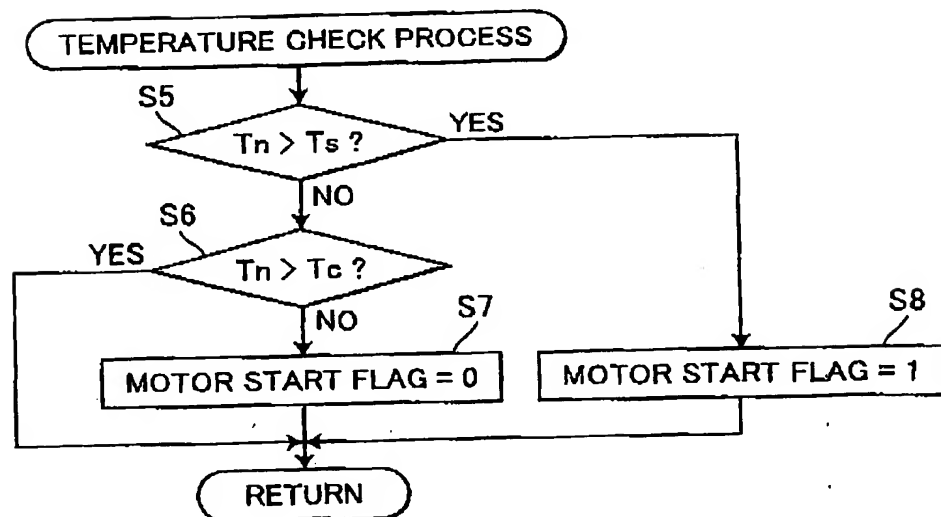 TEMPERATURE CHECK PROCESS
S5
Tn > Ts ?
YES
NO
S6
YES
Tn > Tc ?
NO
S7
S8
MOTOR START FLAG = 0
MOTOR START FLAG = 1
RETURN